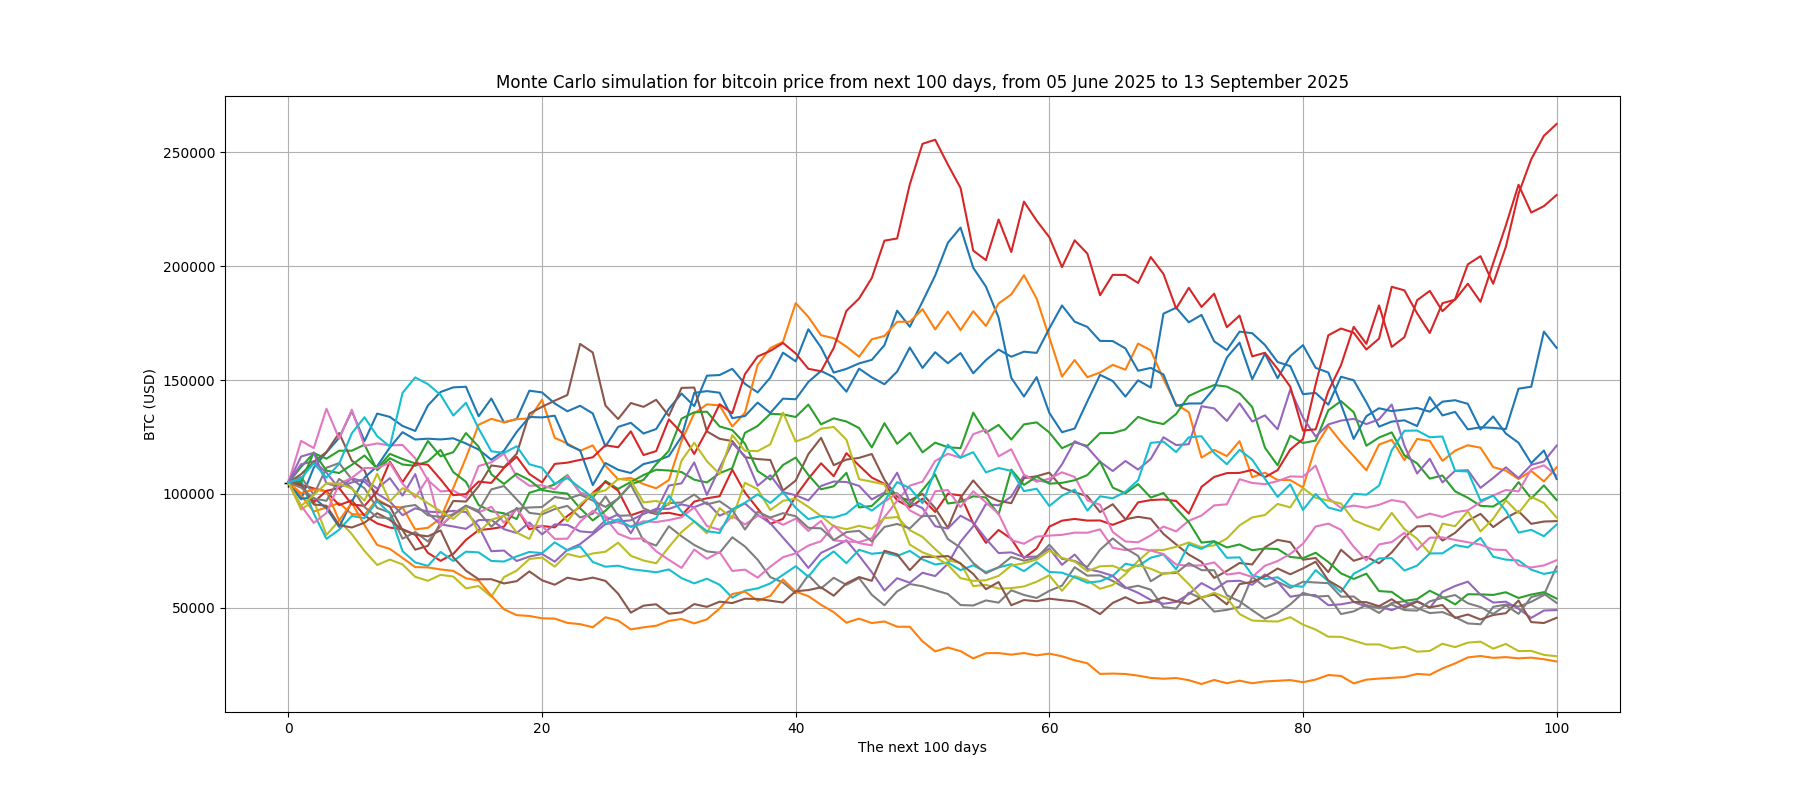 Monte Carlo simulation for bitcoin price from next 100 days, from 05 June 2025 to 13 September 2025
250000
200000
150000
100000
50000
BTC (USD)
0 20 40 60 80 100
The next 100 days